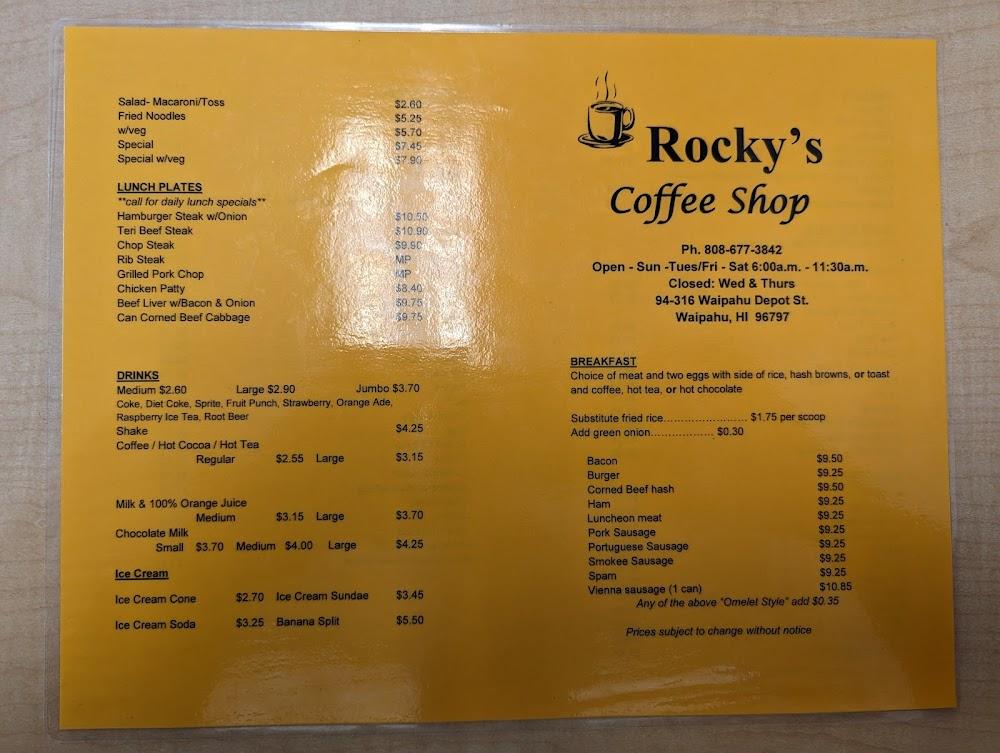 Salad- Macaroni/Toss $2.60
Fried Noodles $5.25
w/veg $5.70
Special $7.45
Special w/veg $7.90
LUNCH PLATES
**call for daily lunch specials**
Hamburger Steak w/Onion $10.50
Teri Beef Steak $10.90
Chop Steak $9.90
Rib Steak MP
Grilled Pork Chop MP
Chicken Patty $8.40
Beef Liver w/Bacon & Onion $9.75
Can Corned Beef Cabbage $9.75
DRINKS
Medium $2.60 Large $2.90 Jumbo $3.70
Coke, Diet Coke, Sprite, Fruit Punch, Strawberry, Orange Ade,
Raspberry Ice Tea, Root Beer
Shake $4.25
Coffee / Hot Cocoa / Hot Tea
Regular $2.55 Large $3.15
Milk & 100% Orange Juice
Medium $3.15 Large $3.70
Chocolate Milk
Small $3.70 Medium $4.00 Large $4.25
Ice Cream
Ice Cream Cone $2.70 Ice Cream Sundae $3.45
Ice Cream Soda $3.25 Banana Split $5.50
Rocky's
Coffee Shop
Ph. 808-677-3842
Open - Sun -Tues/Fri - Sat 6:00a.m. - 11:30a.m.
Closed: Wed & Thurs
94-316 Waipahu Depot St.
Waipahu, HI 96797
BREAKFAST
Choice of meat and two eggs with side of rice, hash browns, or toast
and coffee, hot tea, or hot chocolate
Substitute fried rice........................ $1.75 per scoop
Add green onion.................. $0.30
Bacon $9.50
Burger $9.25
Corned Beef hash $9.50
Ham $9.25
Luncheon meat $9.25
Pork Sausage $9.25
Portuguese Sausage $9.25
Smokee Sausage $9.25
Spam $9.25
Vienna sausage (1 can) $10.85
Any of the above "Omelet Style" add $0.35
Prices subject to change without notice